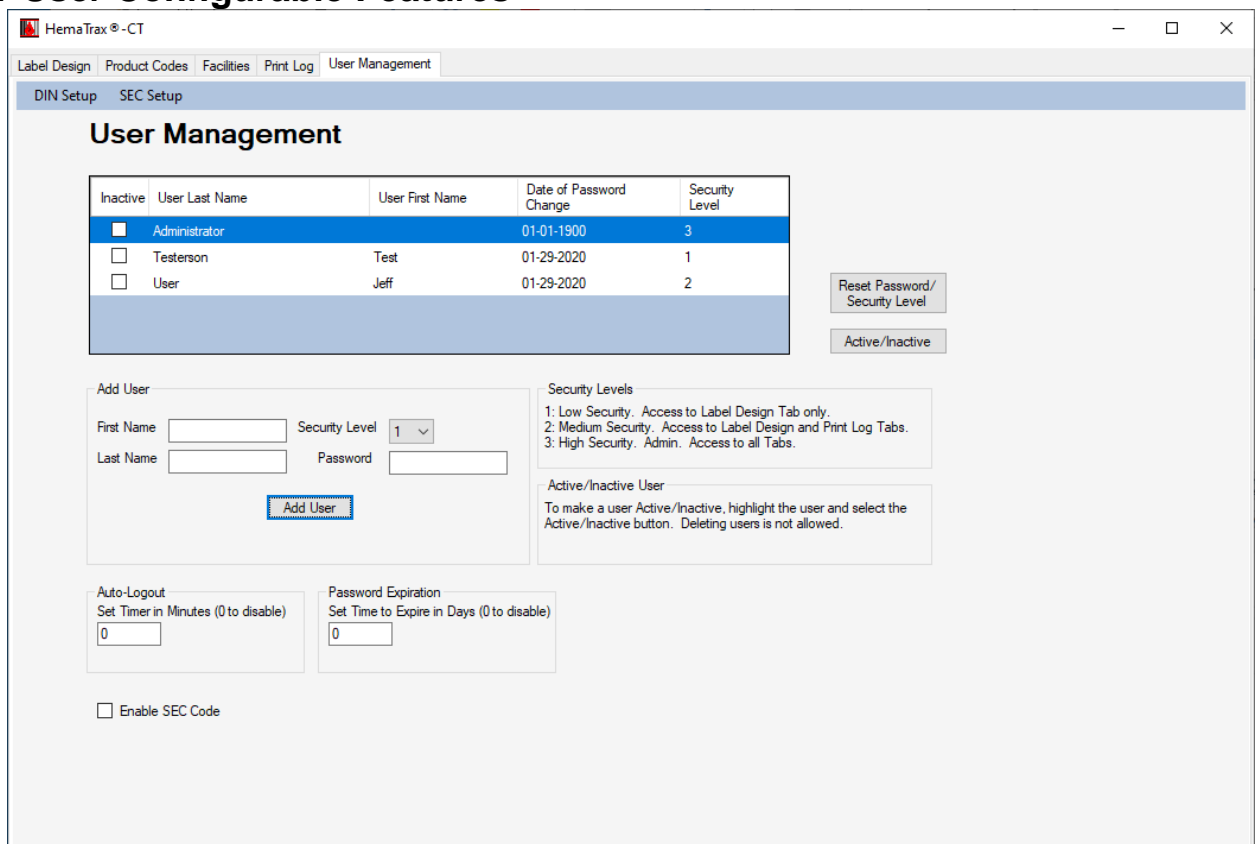 User Configurable Features
HemaTrax®-CT
Label Design Product Codes Facilities Print Log User Management
DIN Setup SEC Setup
User Management
Inactive User Last Name User First Name Date of Password Change Security Level
Administrator 01-01-1900 3
Testerson Test 01-29-2020 1
User Jeff 01-29-2020 2
Reset Password/
Security Level
Active/Inactive
Add User
First Name Security Level 1
Last Name Password
Add User
Security Levels
1: Low Security. Access to Label Design Tab only.
2: Medium Security. Access to Label Design and Print Log Tabs.
3: High Security. Admin. Access to all Tabs.
Active/Inactive User
To make a user Active/Inactive, highlight the user and select the
Active/Inactive button. Deleting users is not allowed.
Auto-Logout
Set Timer in Minutes (0 to disable)
0
Password Expiration
Set Time to Expire in Days (0 to disable)
0
Enable SEC Code